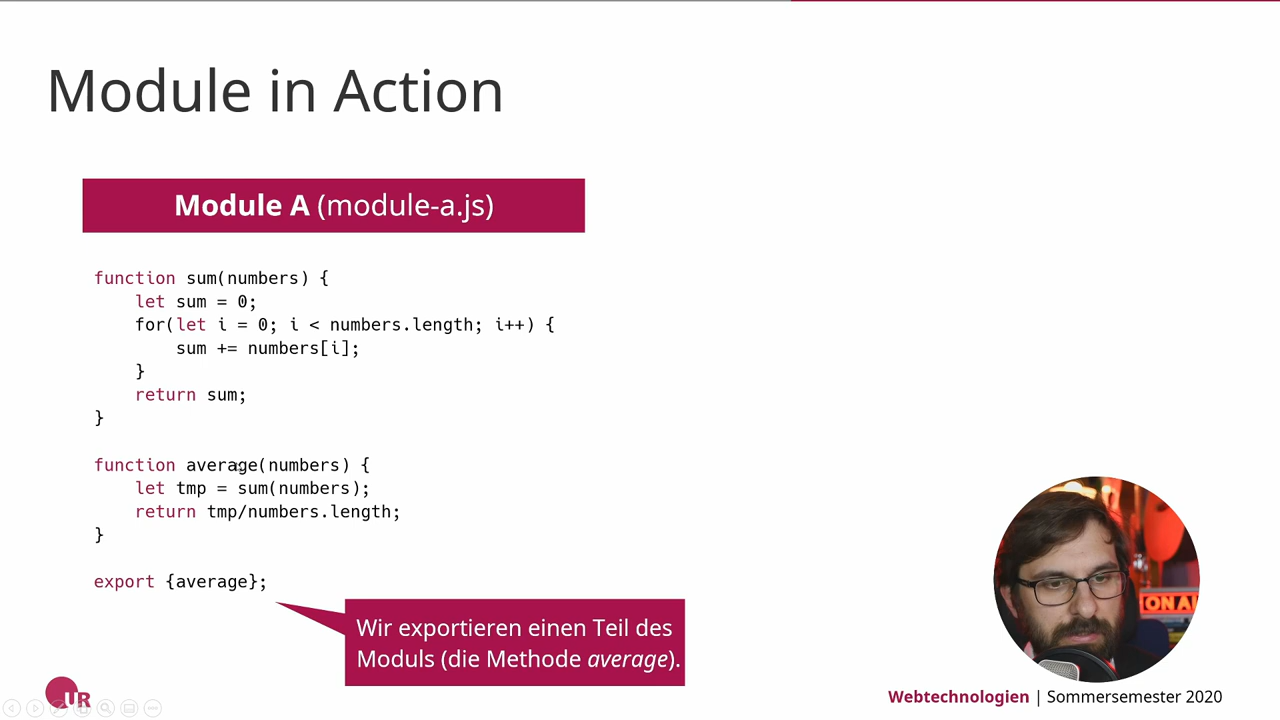 Module in Action
Module A (module-a.js)
function sum(numbers) {
    let sum = 0;
    for(let i = 0; i < numbers.length; i++) {
        sum += numbers[i];
    }
    return sum;
}
function average(numbers) {
    let tmp = sum(numbers);
    return tmp/numbers.length;
}
export {average};
Wir exportieren einen Teil des
Moduls (die Methode average).
ON AI
UR
Webtechnologien | Sommersemester 2020